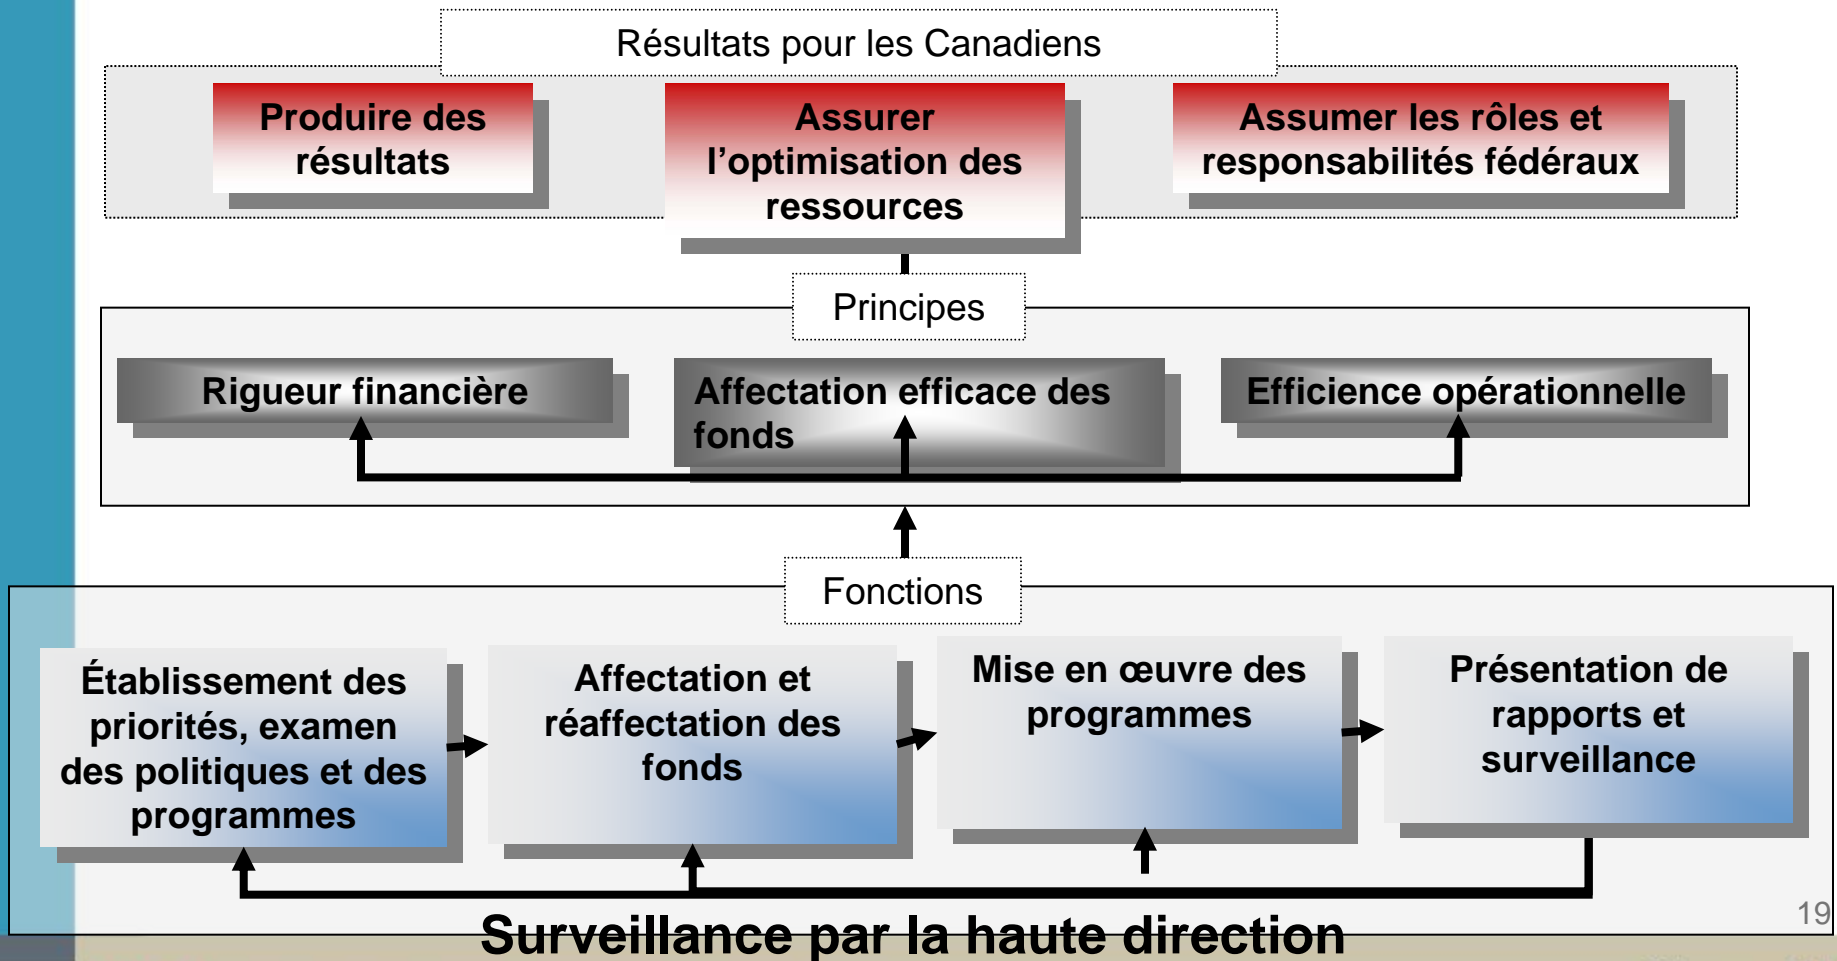 Résultats pour les Canadiens
Produire des
résultats
Assurer
l’optimisation des
ressources
Assumer les rôles et
responsabilités fédéraux
Principes
Rigueur financière
Affectation efficace des
fonds
Efficience opérationnelle
Fonctions
Établissement des
priorités, examen
des politiques et des
programmes
Affectation et
réaffectation des
fonds
Mise en œuvre des
programmes
Présentation de
rapports et
surveillance
Surveillance par la haute direction
19